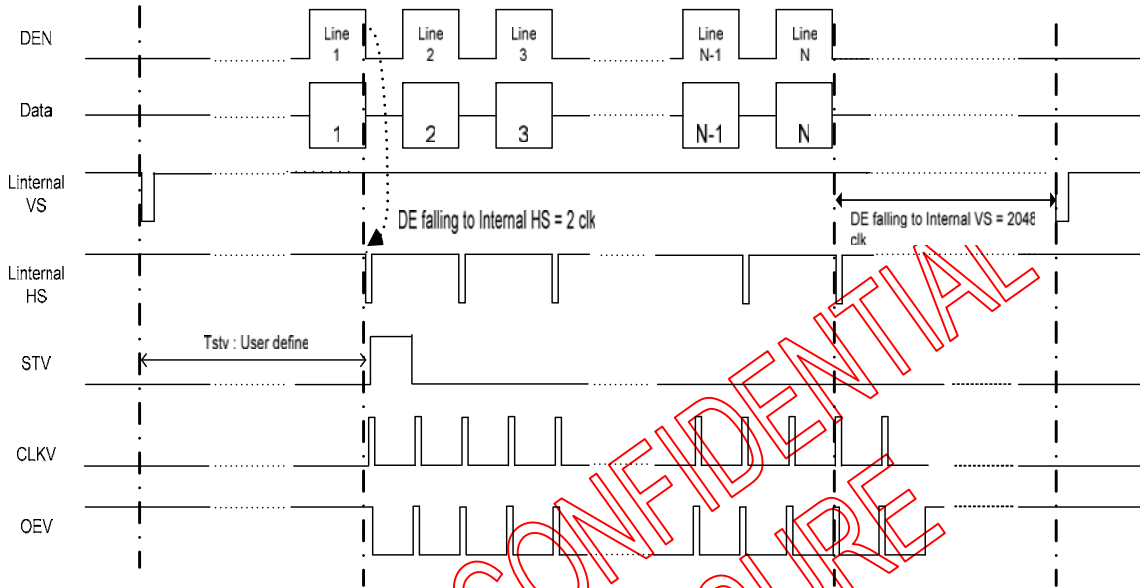 DEN
Line
1
Line
2
Line
3
Line
N-1
Line
N
Data
1
2
3
N-1
N
Linternal
VS
DE falling to Internal HS = 2 clk
DE falling to Internal VS = 2048
clk
Linternal
HS
Tstv : User define
STV
CLKV
OEV
CONFIDENTIAL